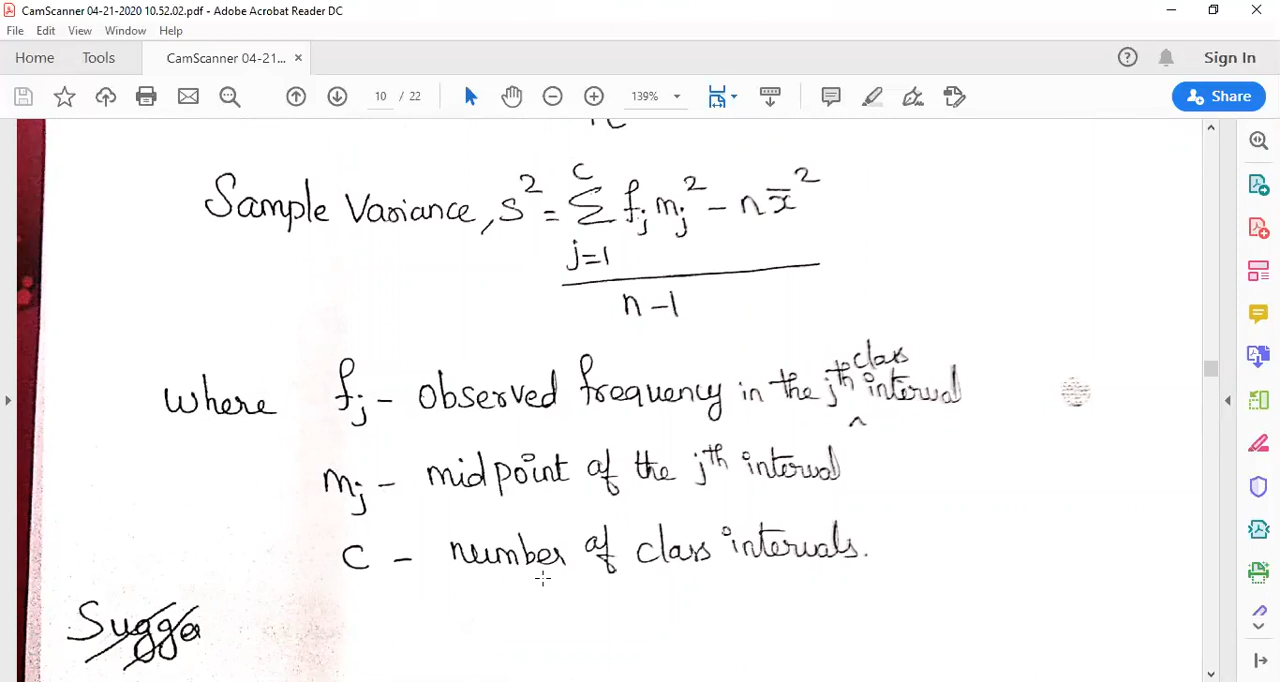 CamScanner 04-21-2020 10.52.02.pdf - Adobe Acrobat Reader DC
File Edit View Window Help
Home Tools CamScanner 04-21... × Sign In
10 / 22 139% Share
Sample Variance, S² = Σ fj mj² - n x̄²
c
j=1
n-1
where fj - observed frequency in the jth class interval
mj - midpoint of the jth interval
c - number of class intervals.
Sugge